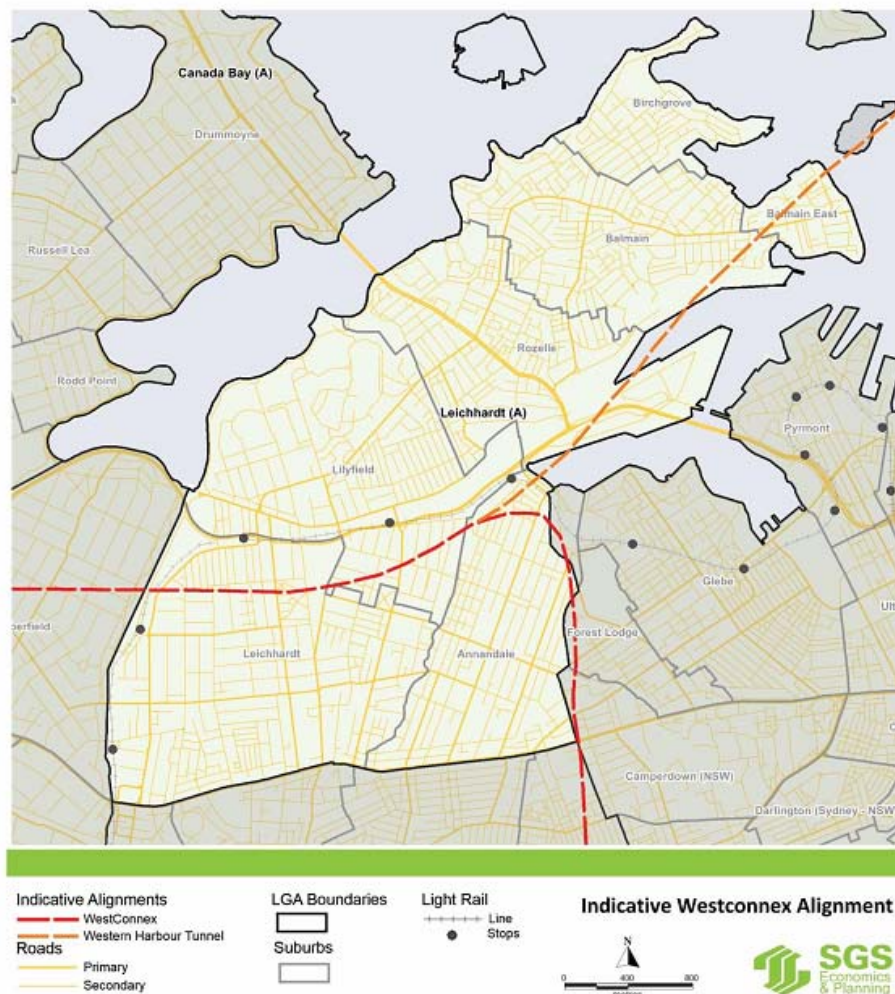 Canada Bay (A)
Drummoyne
Birchgrove
Russell Lea
Balmain East
Balmain
Rozelle
Rodd Point
Leichhardt (A)
Pyrmont
Lilyfield
Glebe
Forest Lodge
Leichhardt
Annandale
Camperdown (NSW)
Darlington (Sydney - NSW
Indicative Alignments
WestConnex
Western Harbour Tunnel
Roads
Primary
Secondary
LGA Boundaries
Suburbs
Light Rail
Line
Stops
Indicative Westconnex Alignment
N
0 400 800
SGS
Economics
& Planning